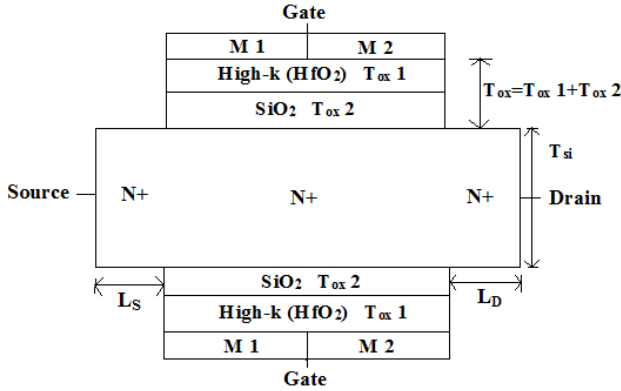 Gate
M 1 M 2
High-k (HfO₂) Tox 1
Tox=Tox 1+Tox 2
SiO₂ Tox 2
Tsi
Source N+ N+ N+ Drain
SiO₂ Tox 2
LS LD
High-k (HfO₂) Tox 1
M 1 M 2
Gate